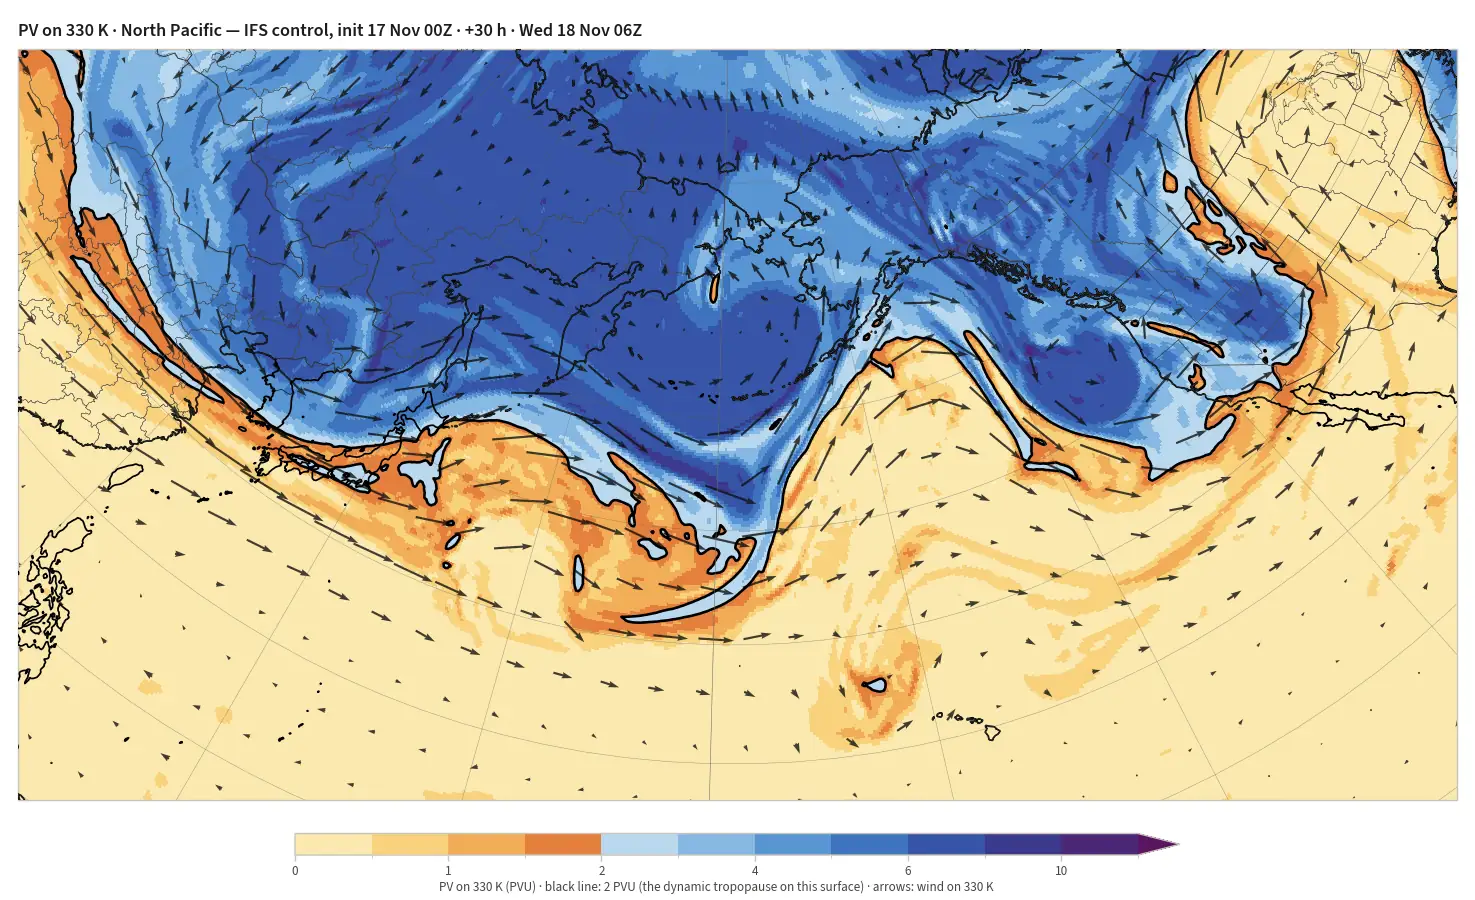 PV on 330 K · North Pacific — IFS control, init 17 Nov 00Z · +30 h · Wed 18 Nov 06Z
0 1 2 4 6 10
PV on 330 K (PVU) · black line: 2 PVU (the dynamic tropopause on this surface) · arrows: wind on 330 K